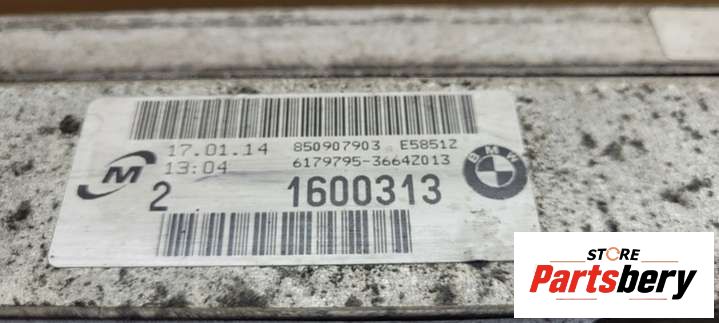 17.01.14 850907903 E5851Z
13:04 6179795-3664Z013
M
2 1600313
BMW
STORE
Partsbery